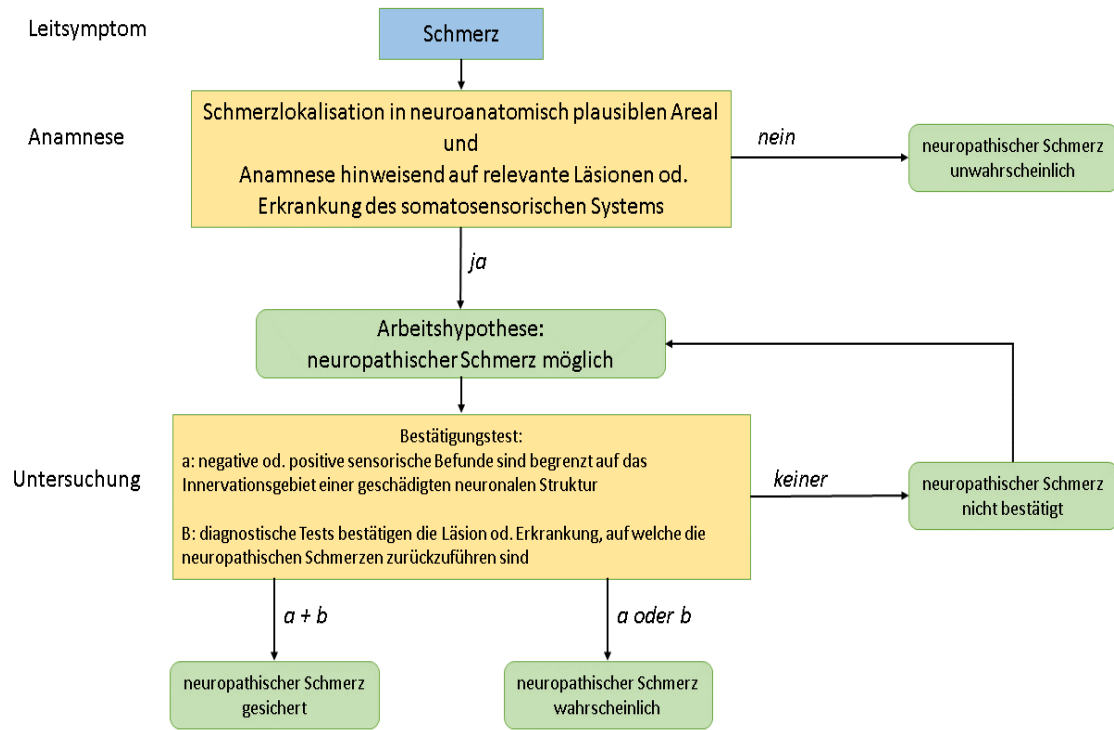 Leitsymptom
Schmerz
Anamnese
Schmerzlokalisation in neuroanatomisch plausiblen Areal
und
Anamnese hinweisend auf relevante Läsionen od.
Erkrankung des somatosensorischen Systems
nein
neuropathischer Schmerz
unwahrscheinlich
ja
Arbeitshypothese:
neuropathischer Schmerz möglich
Untersuchung
Bestätigungstest:
a: negative od. positive sensorische Befunde sind begrenzt auf das
Innervationsgebiet einer geschädigten neuronalen Struktur
B: diagnostische Tests bestätigen die Läsion od. Erkrankung, auf welche die
neuropathischen Schmerzen zurückzuführen sind
keiner
neuropathischer Schmerz
nicht bestätigt
a + b
a oder b
neuropathischer Schmerz
gesichert
neuropathischer Schmerz
wahrscheinlich